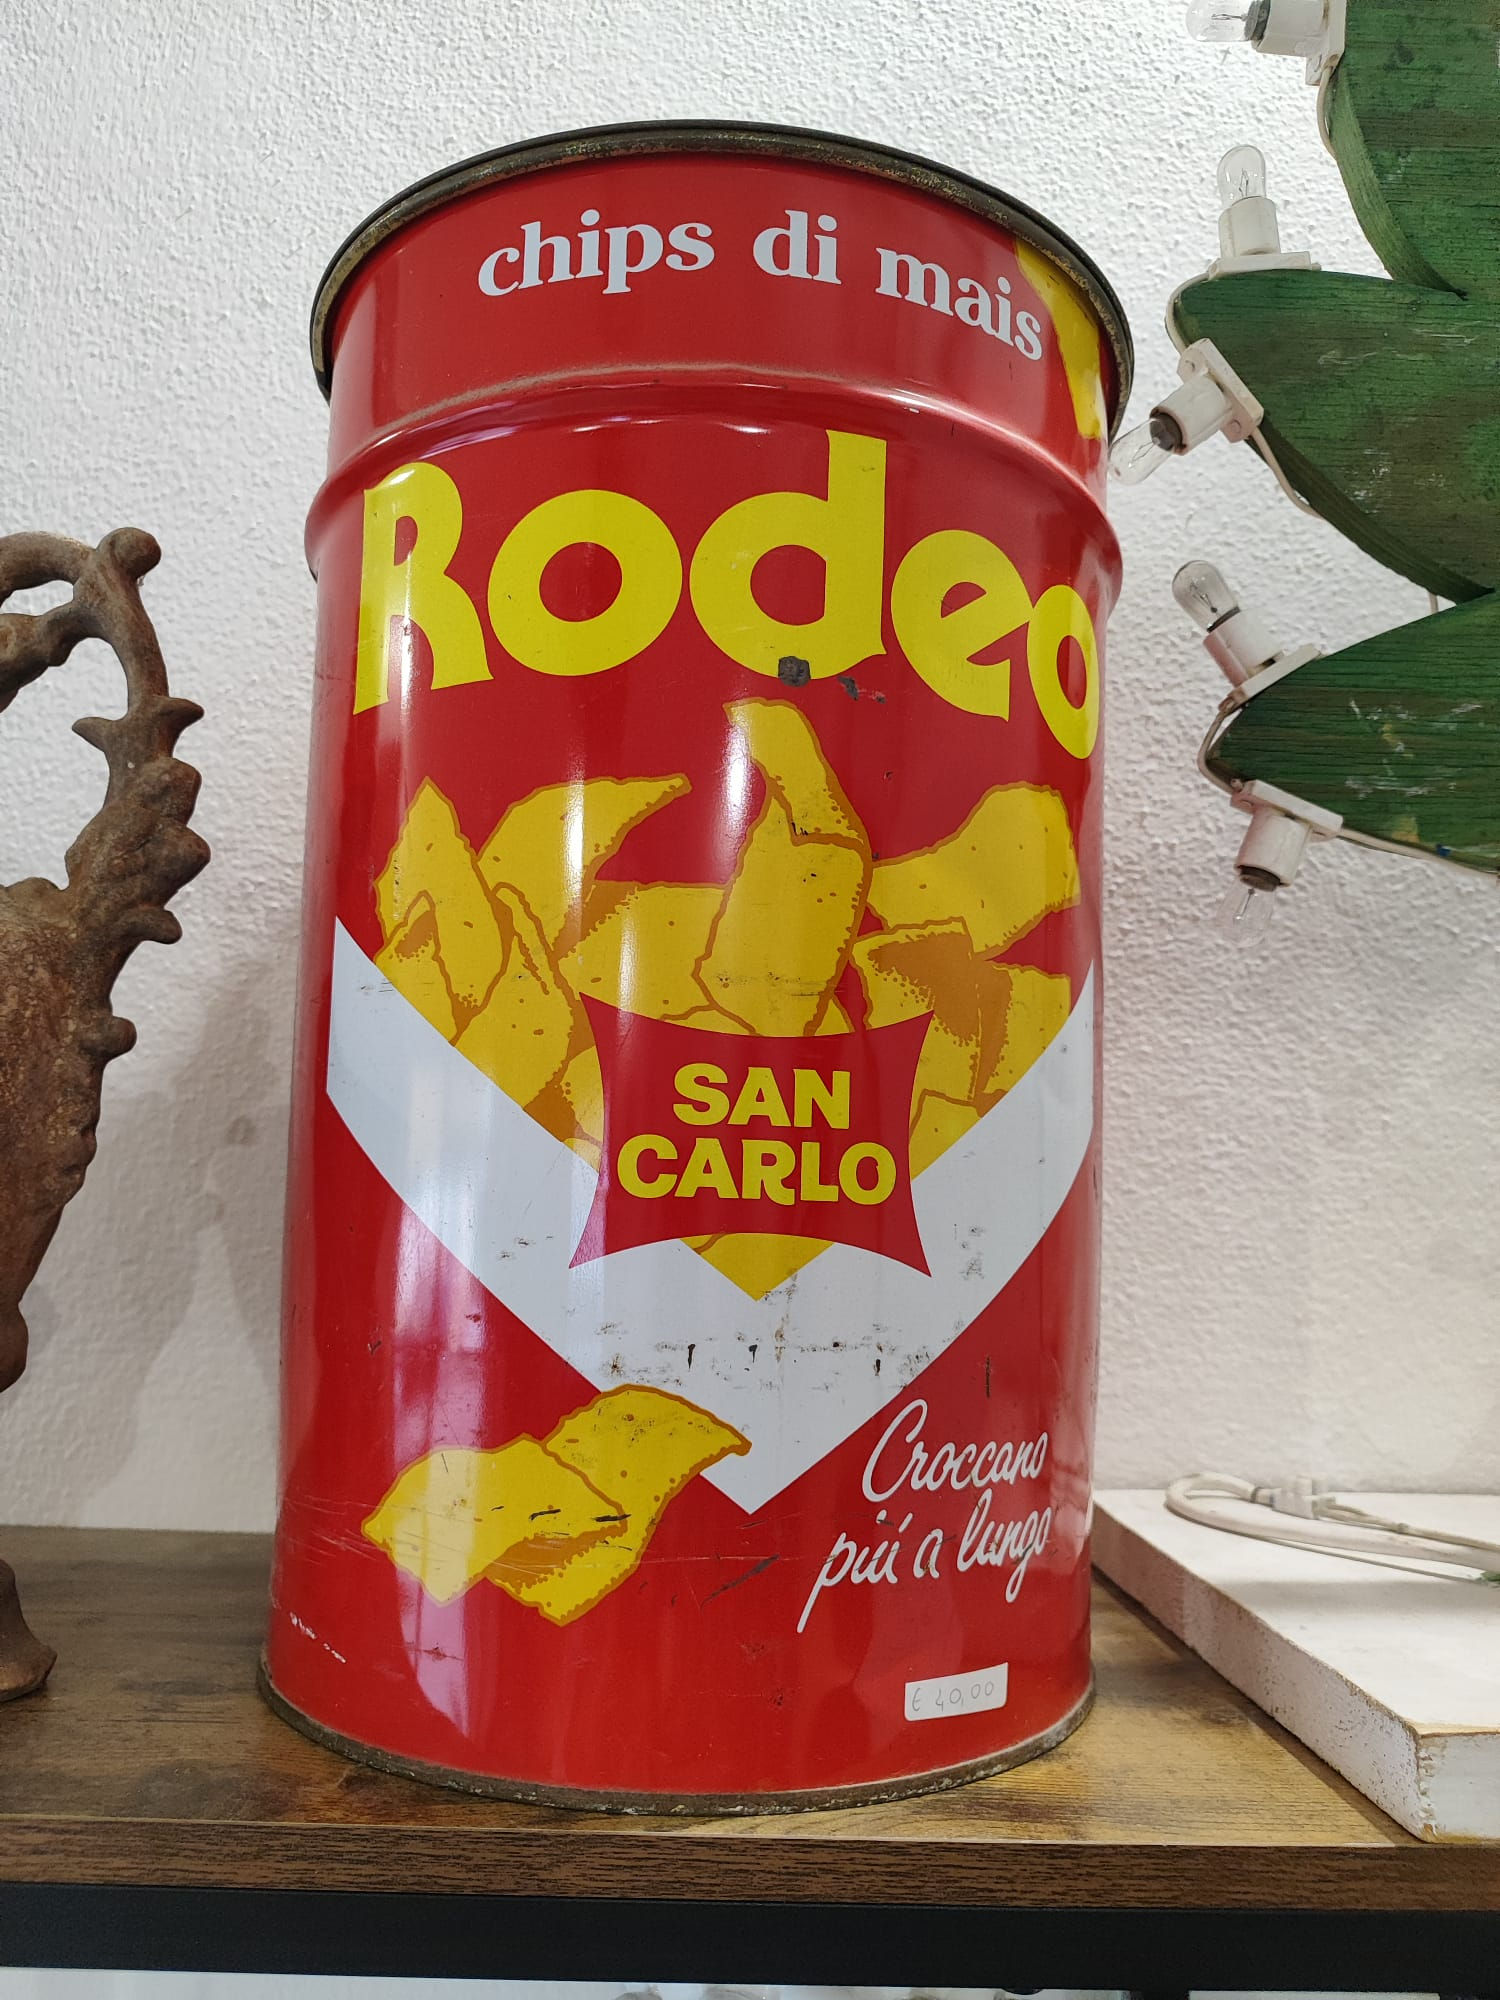 chips di mais
Rodeo
SAN
CARLO
Croccano
più a lungo
€ 40,00